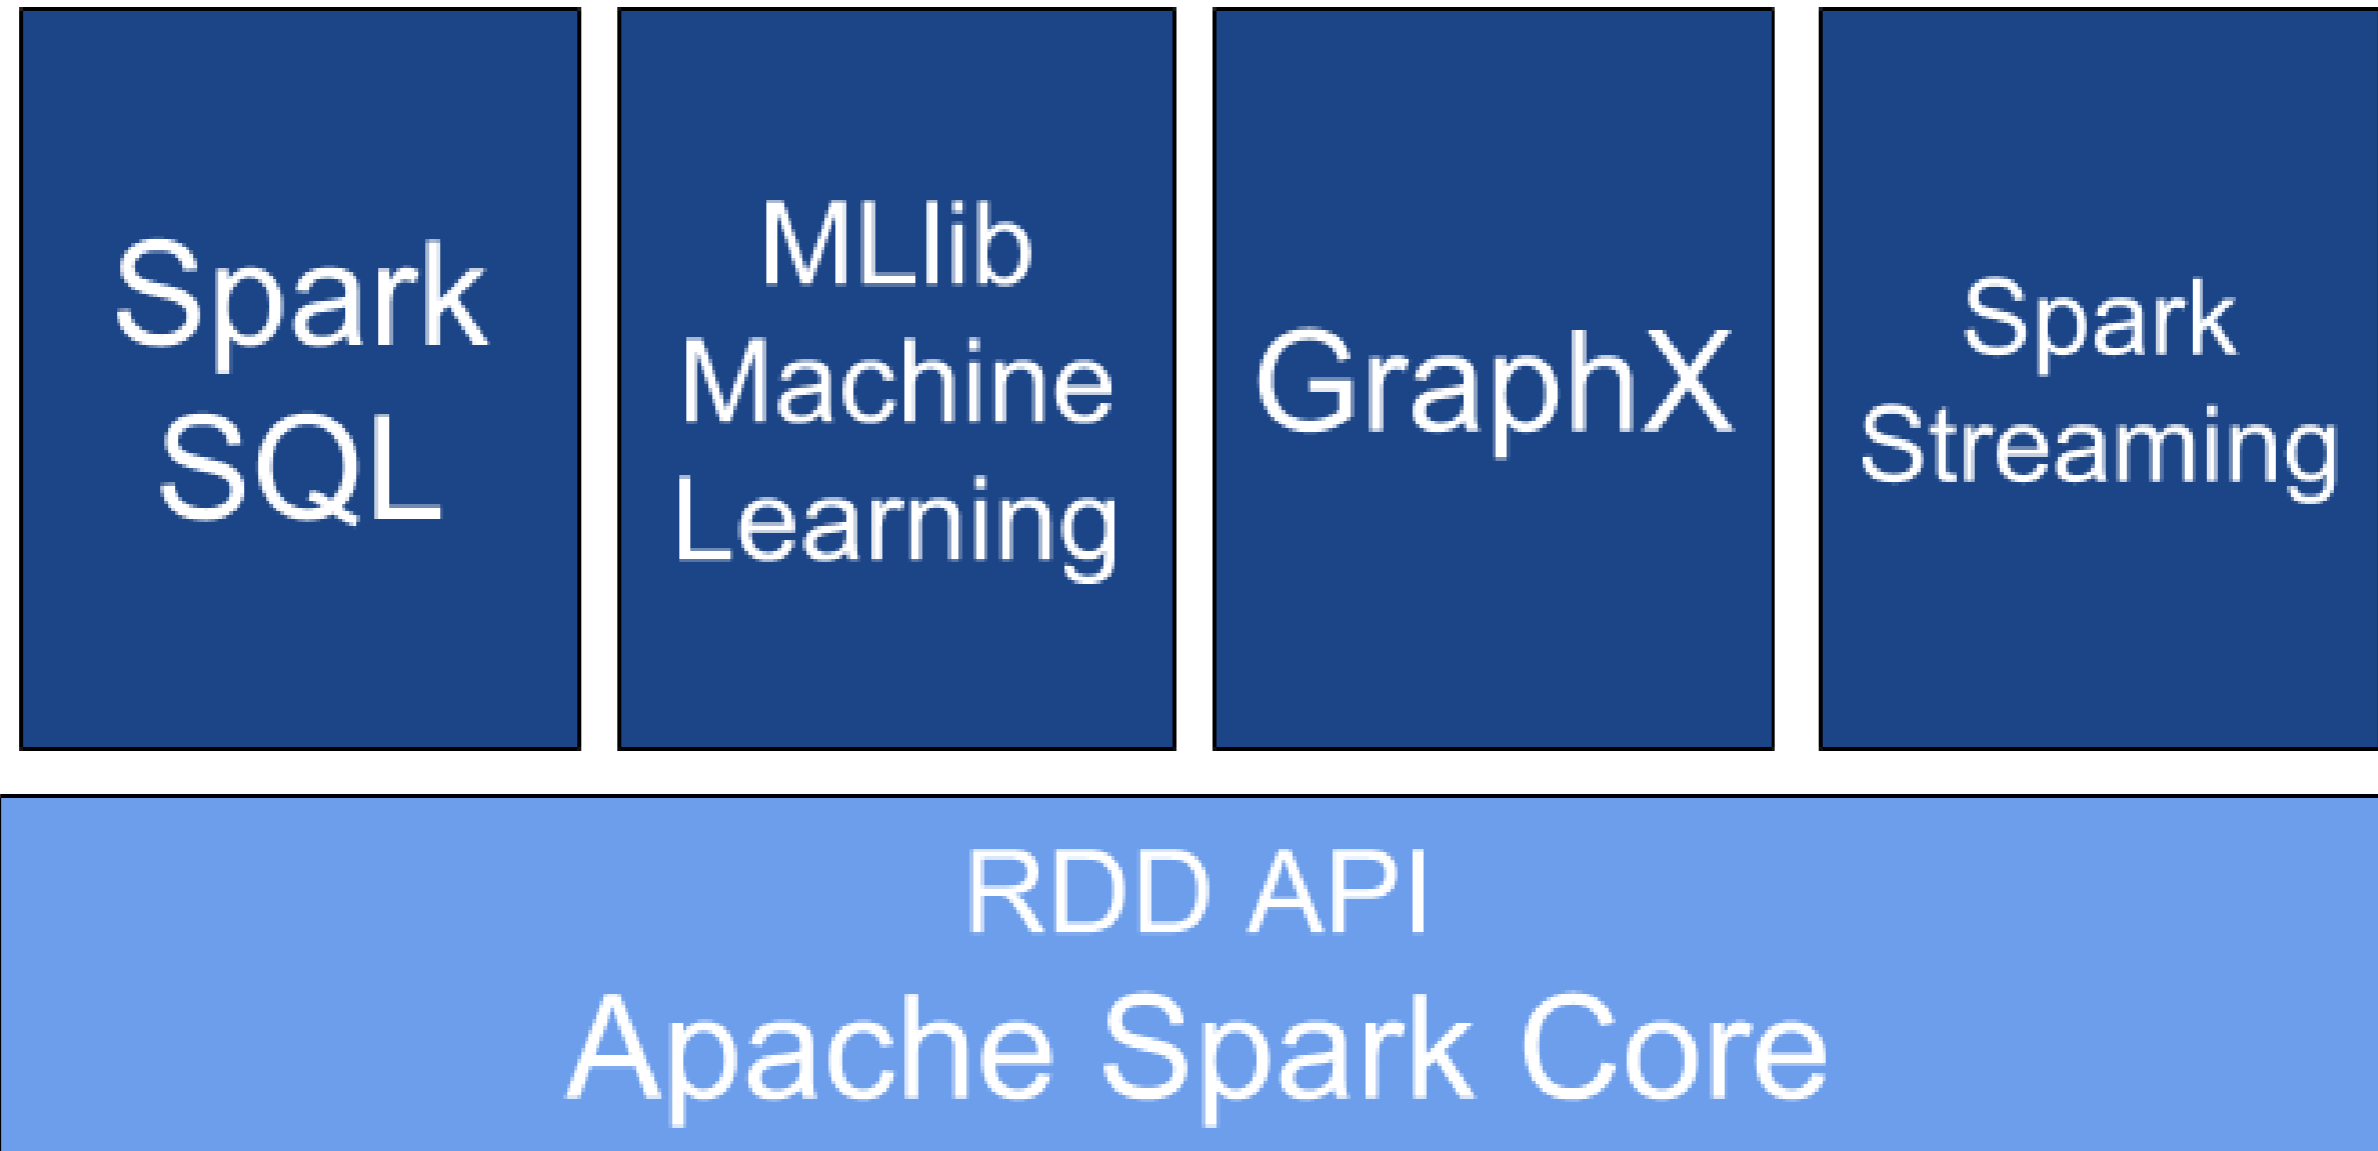 Spark
SQL
MLlib
Machine
Learning
GraphX
Spark
Streaming
RDD API
Apache Spark Core